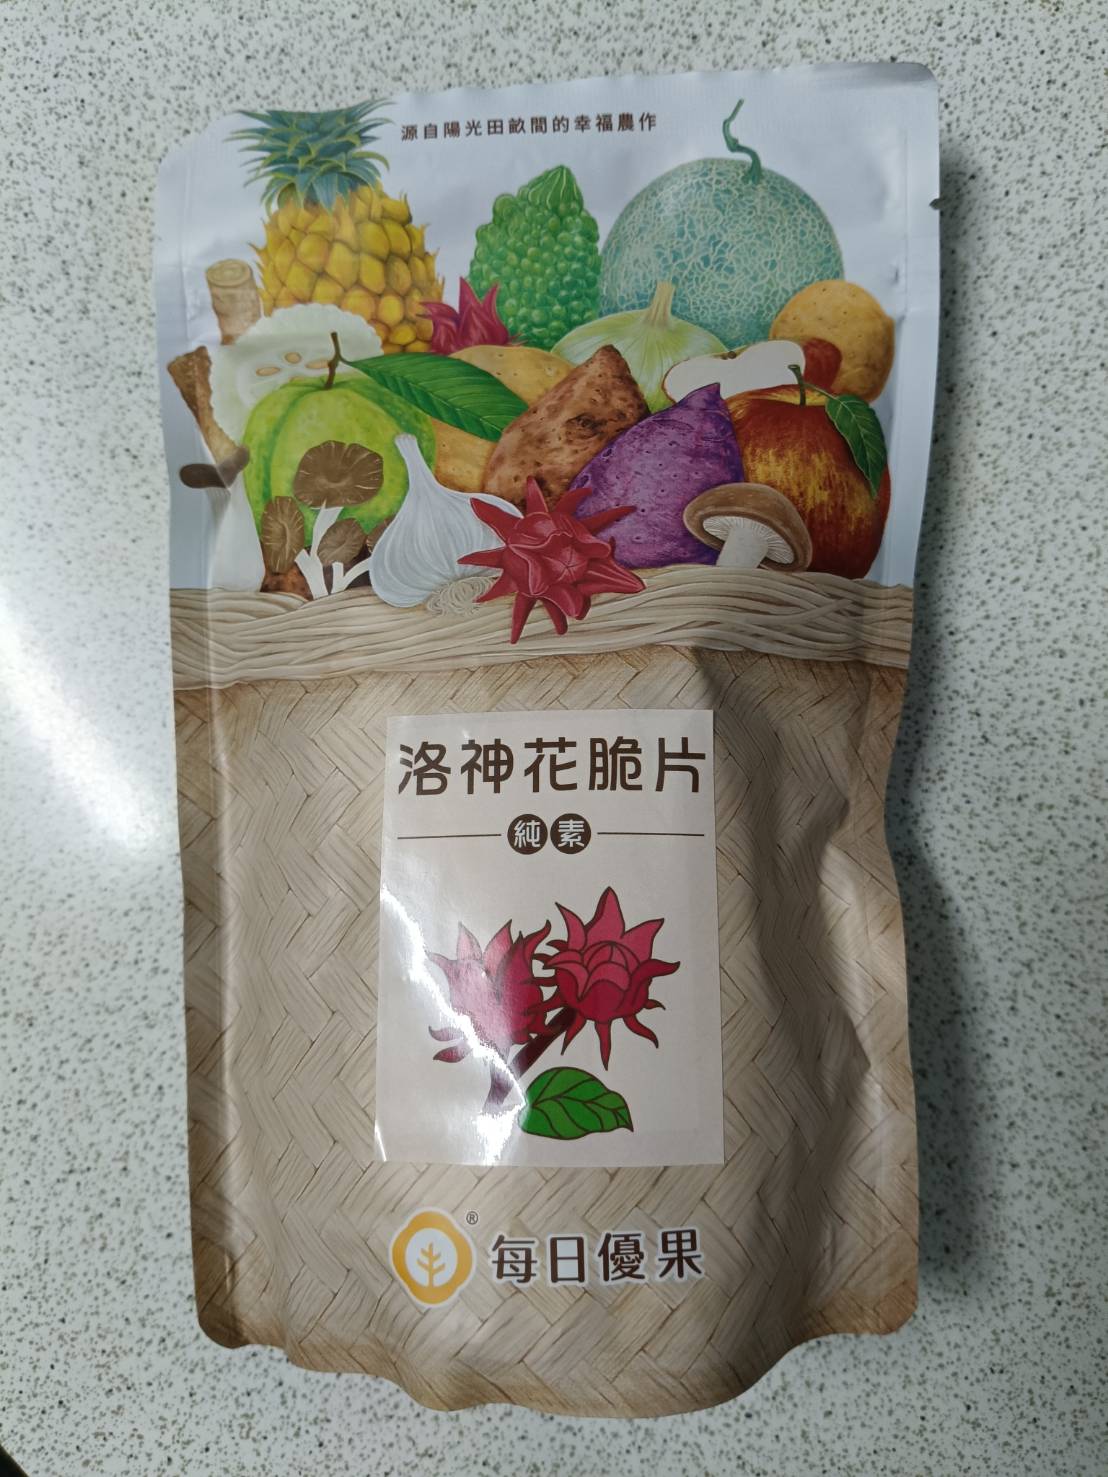 源自陽光田畝間的幸福農作
洛神花脆片
純素
® 每日優果